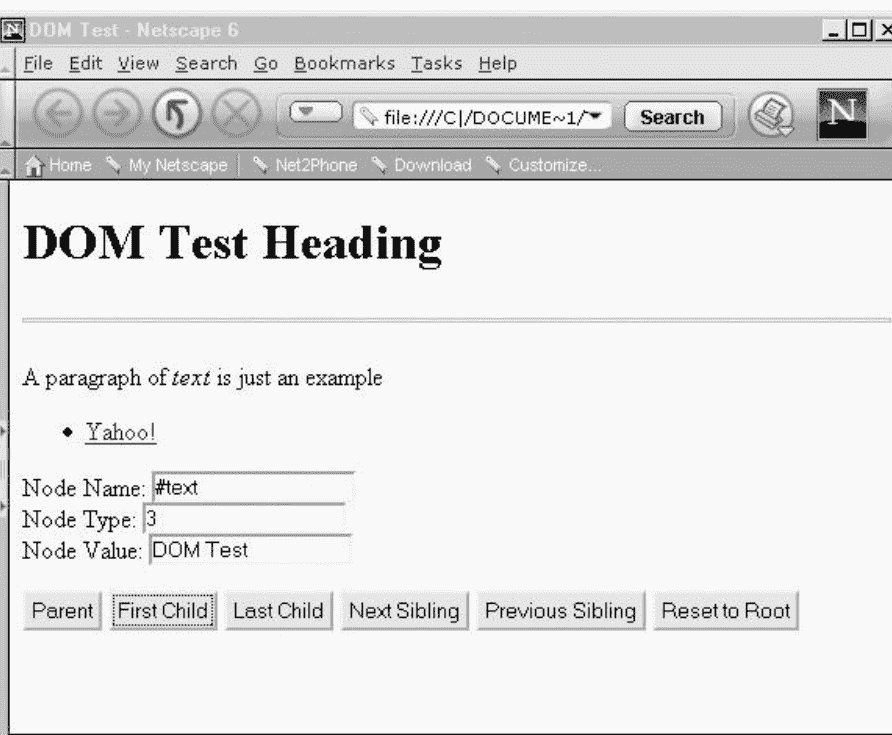 DOM Test - Netscape 6
File Edit View Search Go Bookmarks Tasks Help
file:///C|/DOCUME~1/ Search N
Home My Netscape Net2Phone Download Customize...
DOM Test Heading
A paragraph of text is just an example
• Yahoo!
Node Name: #text
Node Type: 3
Node Value: DOM Test
Parent First Child Last Child Next Sibling Previous Sibling Reset to Root